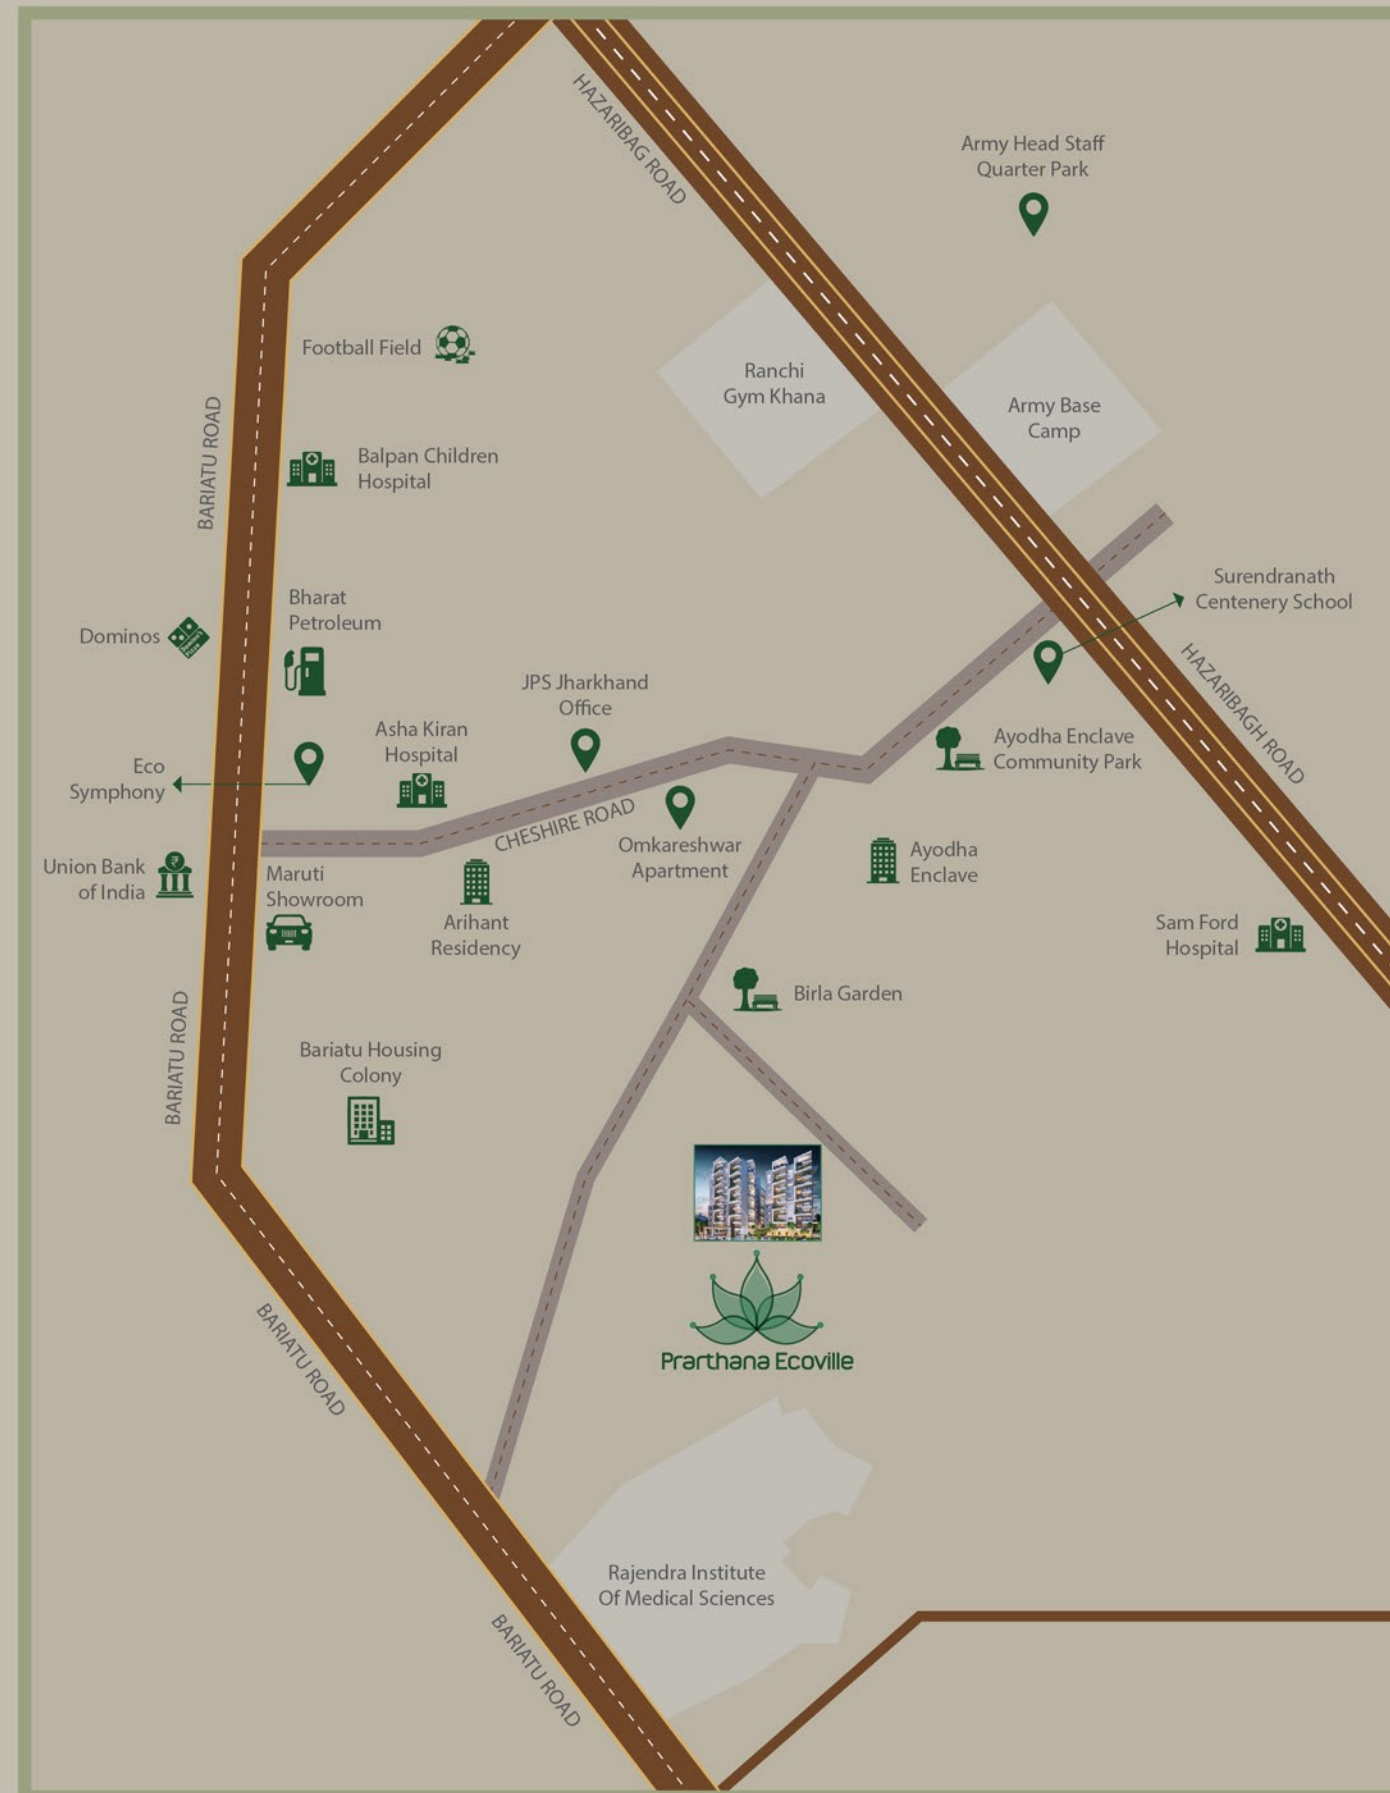 HAZARIBAG ROAD
Army Head Staff
Quarter Park
Football Field
Ranchi
Gym Khana
Army Base
Camp
BARIATU ROAD
Balpan Children
Hospital
Surendranath
Centenery School
Bharat
Petroleum
Dominos
HAZARIBAGH ROAD
JPS Jharkhand
Office
Asha Kiran
Hospital
Ayodha Enclave
Community Park
Eco
Symphony
CHESHIRE ROAD
Omkareshwar
Apartment
Ayodha
Enclave
Union Bank
of India
Maruti
Showroom
Arihant
Residency
Sam Ford
Hospital
Birla Garden
BARIATU ROAD
Bariatu Housing
Colony
BARIATU ROAD
Prarthana Ecoville
Rajendra Institute
Of Medical Sciences
BARIATU ROAD